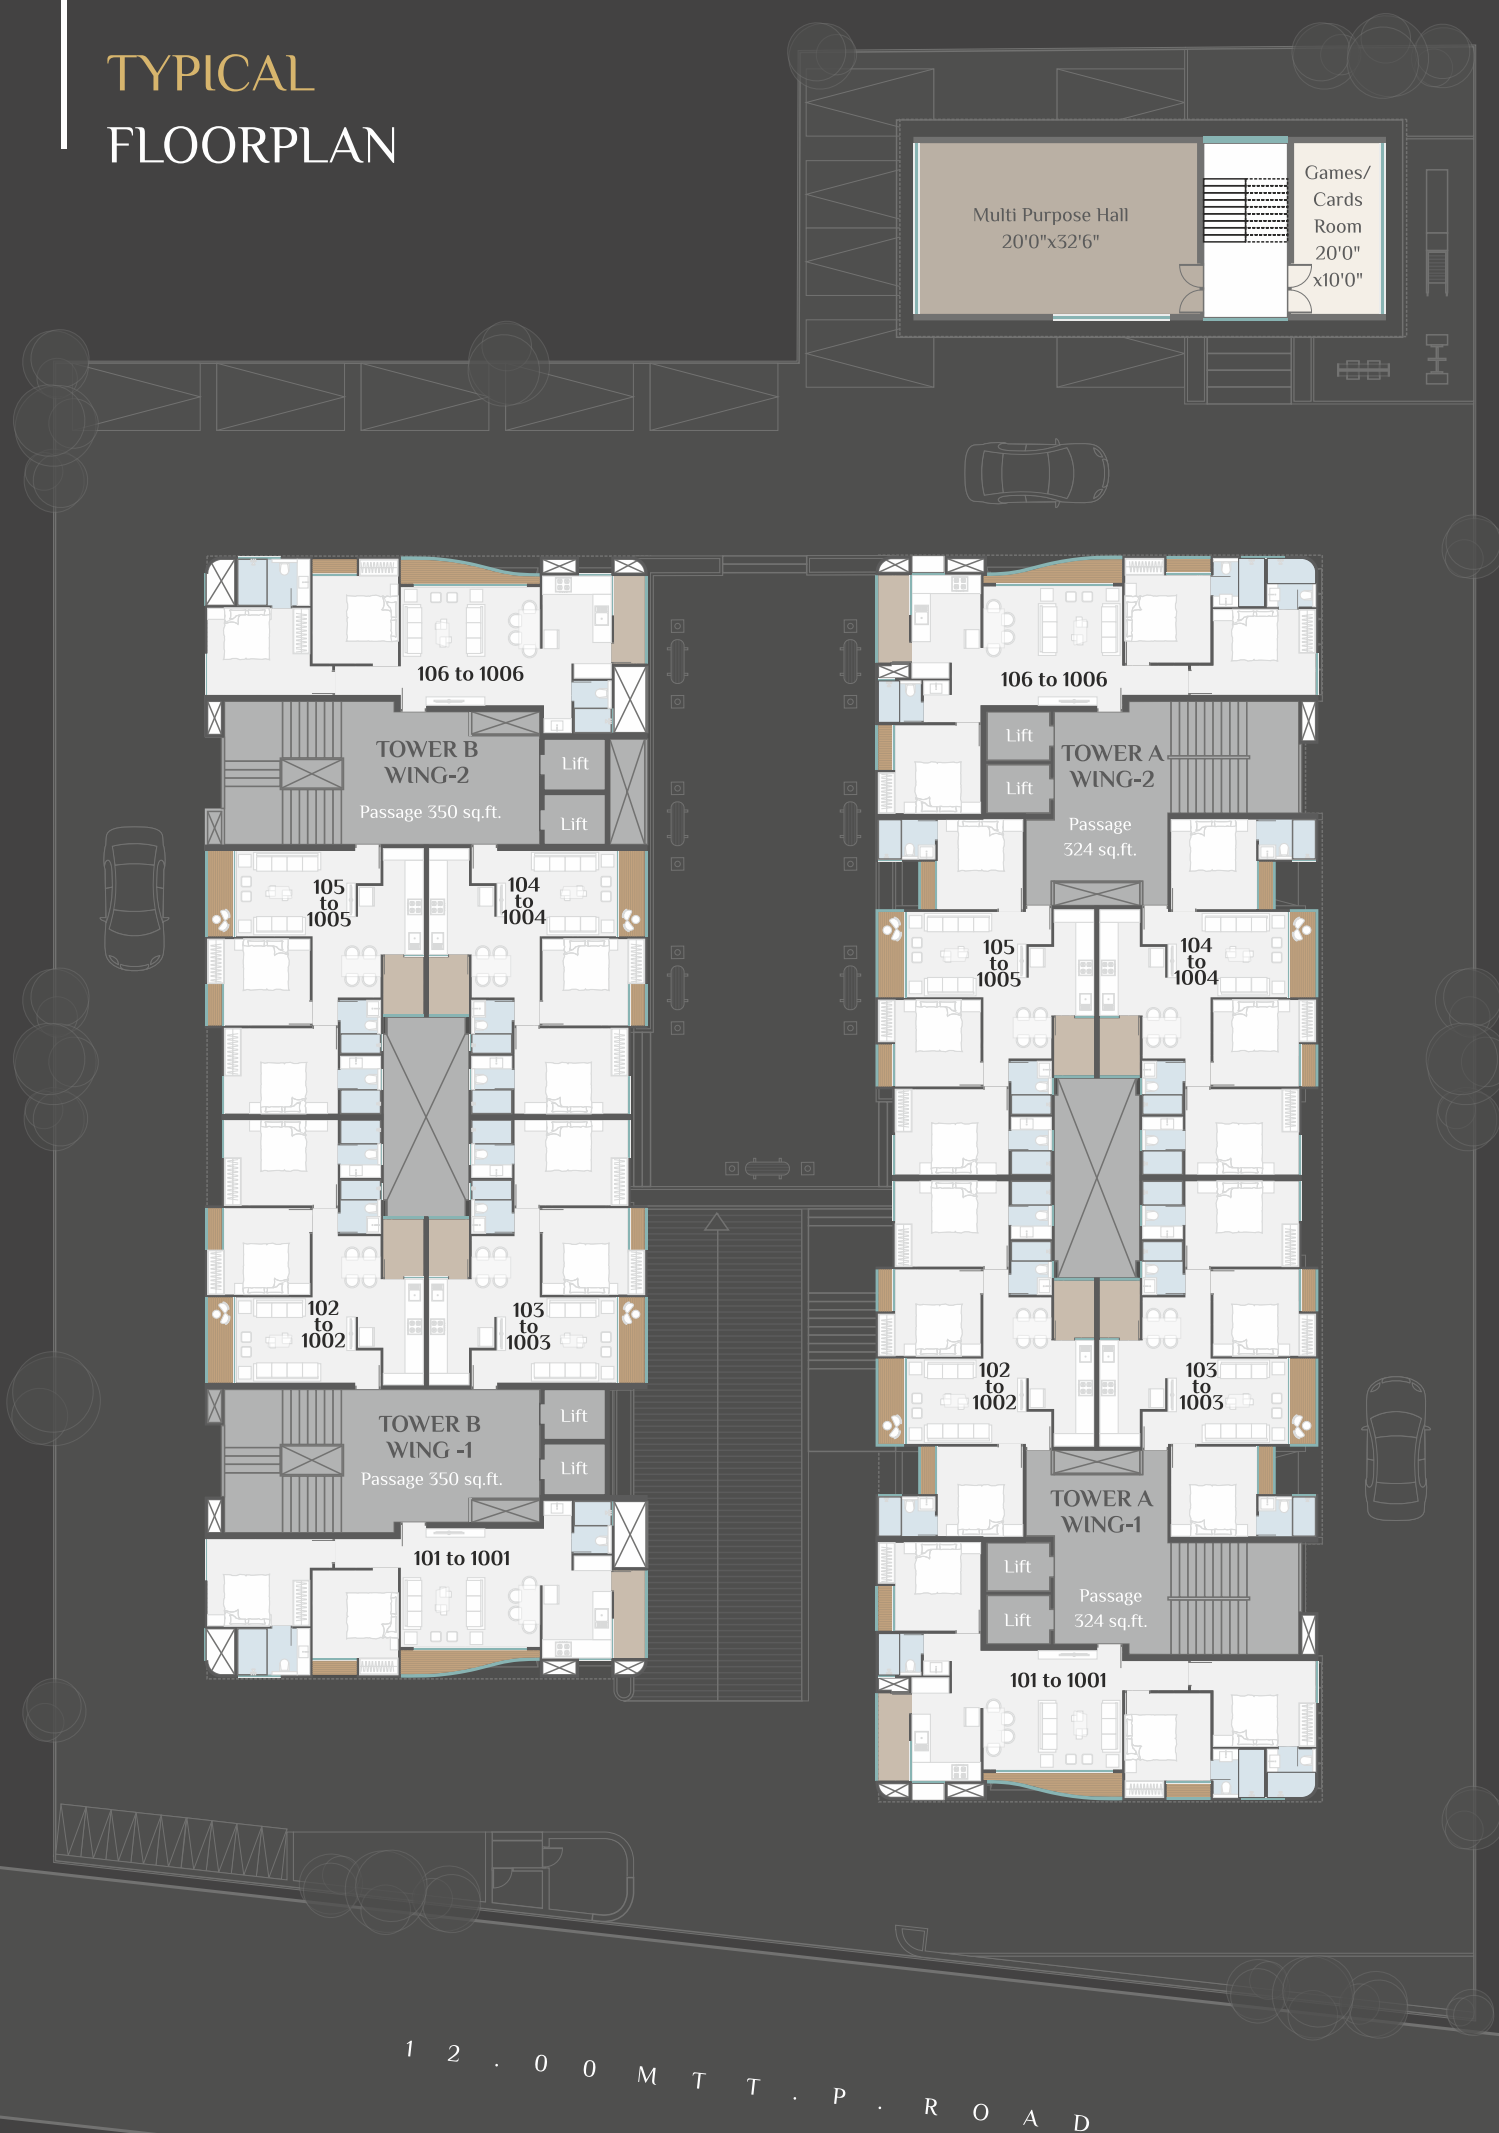 TYPICAL
FLOORPLAN
Multi Purpose Hall
20'0"x32'6"
Games/
Cards
Room
20'0"
x10'0"
106 to 1006
TOWER B
WING-2
Passage 350 sq.ft.
Lift
Lift
105
to
1005
104
to
1004
102
to
1002
103
to
1003
TOWER B
WING -1
Passage 350 sq.ft.
Lift
Lift
101 to 1001
106 to 1006
Lift
Lift
TOWER A
WING-2
Passage
324 sq.ft.
105
to
1005
104
to
1004
102
to
1002
103
to
1003
TOWER A
WING-1
Lift
Lift
Passage
324 sq.ft.
101 to 1001
12.00 MT T.P. ROAD